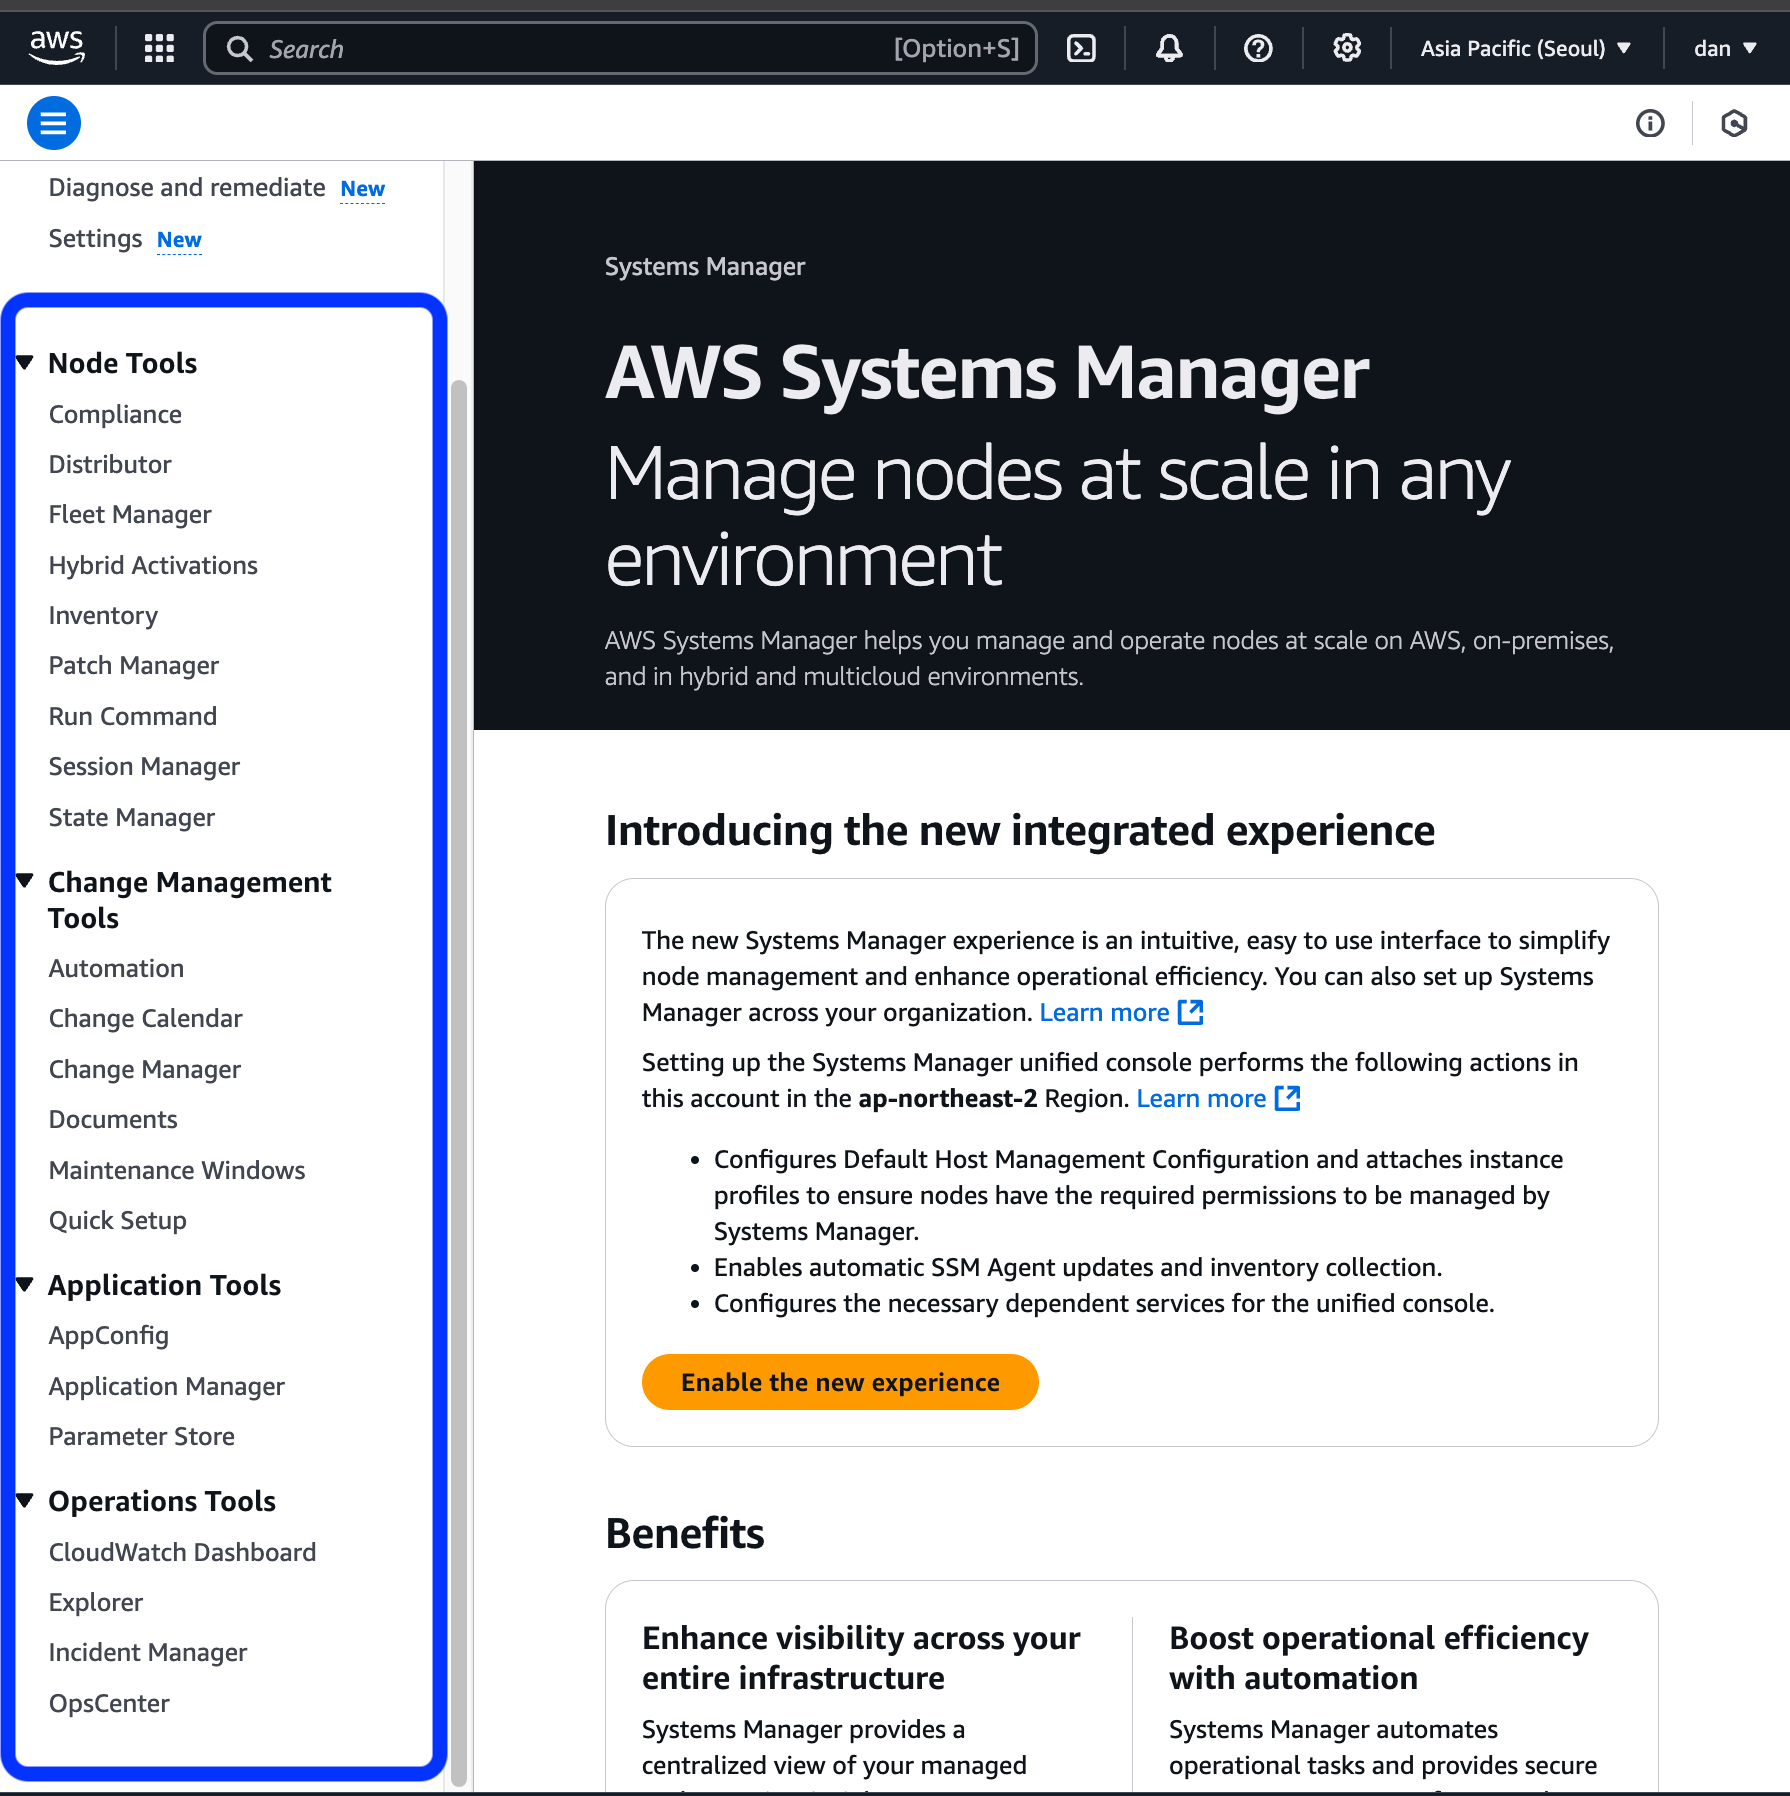 aws
Search
[Option+S]
Asia Pacific (Seoul)
dan
Diagnose and remediate New
Settings New
Node Tools
Compliance
Distributor
Fleet Manager
Hybrid Activations
Inventory
Patch Manager
Run Command
Session Manager
State Manager
Change Management
Tools
Automation
Change Calendar
Change Manager
Documents
Maintenance Windows
Quick Setup
Application Tools
AppConfig
Application Manager
Parameter Store
Operations Tools
CloudWatch Dashboard
Explorer
Incident Manager
OpsCenter
Systems Manager
AWS Systems Manager
Manage nodes at scale in any
environment
AWS Systems Manager helps you manage and operate nodes at scale on AWS, on-premises,
and in hybrid and multicloud environments.
Introducing the new integrated experience
The new Systems Manager experience is an intuitive, easy to use interface to simplify
node management and enhance operational efficiency. You can also set up Systems
Manager across your organization. Learn more
Setting up the Systems Manager unified console performs the following actions in
this account in the ap-northeast-2 Region. Learn more
• Configures Default Host Management Configuration and attaches instance
profiles to ensure nodes have the required permissions to be managed by
Systems Manager.
• Enables automatic SSM Agent updates and inventory collection.
• Configures the necessary dependent services for the unified console.
Enable the new experience
Benefits
Enhance visibility across your
entire infrastructure
Systems Manager provides a
centralized view of your managed
Boost operational efficiency
with automation
Systems Manager automates
operational tasks and provides secure